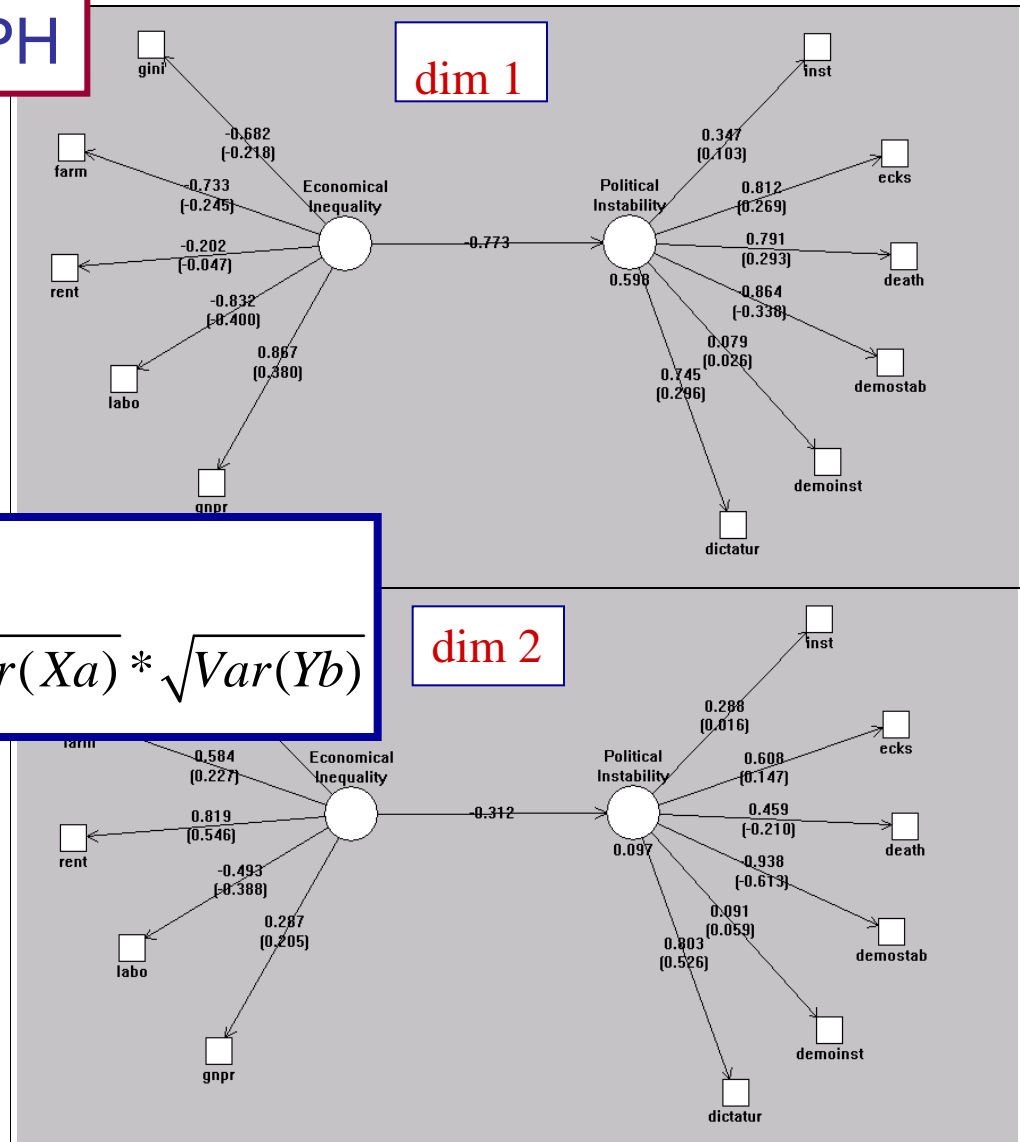 PH
dim 1
gini
inst
-0.682
(-0.218)
0.347
(0.103)
farm
ecks
-0.733
(-0.245)
Economical
Inequality
Political
Instability
0.812
(0.269)
-0.202
(-0.047)
-0.773
0.791
(0.293)
rent
0.598
death
-0.832
(-0.400)
-0.864
(-0.338)
0.867
(0.380)
0.079
(0.026)
0.745
(0.296)
labo
demostab
gnpr
demoinst
dictatur
r(Xa) * √Var(Yb)
dim 2
inst
0.288
(0.016)
farm
ecks
0.584
(0.227)
Economical
Inequality
Political
Instability
0.608
(0.147)
0.819
(0.546)
-0.312
0.459
(-0.210)
rent
0.097
death
-0.493
(-0.388)
-0.938
(-0.613)
0.287
(0.205)
0.091
(0.059)
0.803
(0.526)
labo
demostab
gnpr
demoinst
dictatur